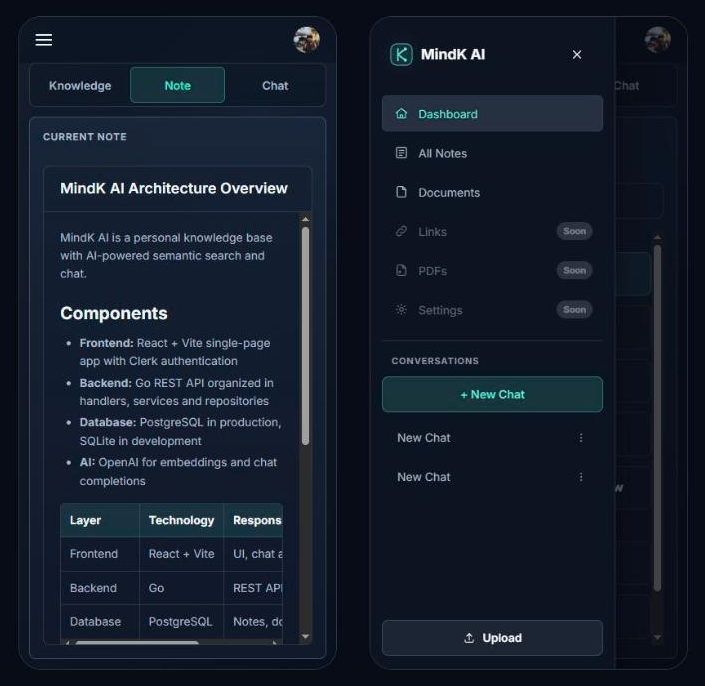 Knowledge
Note
Chat
CURRENT NOTE
MindK AI Architecture Overview
MindK AI is a personal knowledge base
with AI-powered semantic search and
chat.
Components
• Frontend: React + Vite single-page
app with Clerk authentication
• Backend: Go REST API organized in
handlers, services and repositories
• Database: PostgreSQL in production,
SQLite in development
• AI: OpenAI for embeddings and chat
completions
Layer Technology Respons
Frontend React + Vite UI, chat a
Backend Go REST API
Database PostgreSQL Notes, do
MindK AI
Dashboard
All Notes
Documents
Links Soon
PDFs Soon
Settings Soon
CONVERSATIONS
+ New Chat
New Chat
New Chat
Upload
Chat